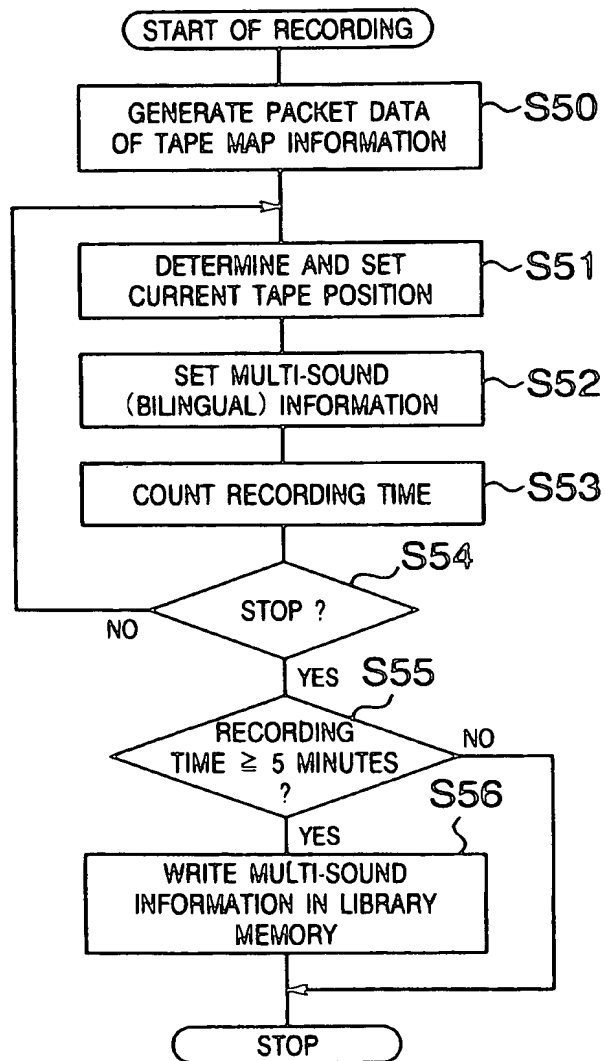 START OF RECORDING
GENERATE PACKET DATA
OF TAPE MAP INFORMATION
S50
DETERMINE AND SET
CURRENT TAPE POSITION
S51
SET MULTI-SOUND
(BILINGUAL) INFORMATION
S52
COUNT RECORDING TIME
S53
S54
STOP ?
NO
YES
S55
RECORDING
TIME ≧ 5 MINUTES
?
NO
YES
S56
WRITE MULTI-SOUND
INFORMATION IN LIBRARY
MEMORY
STOP